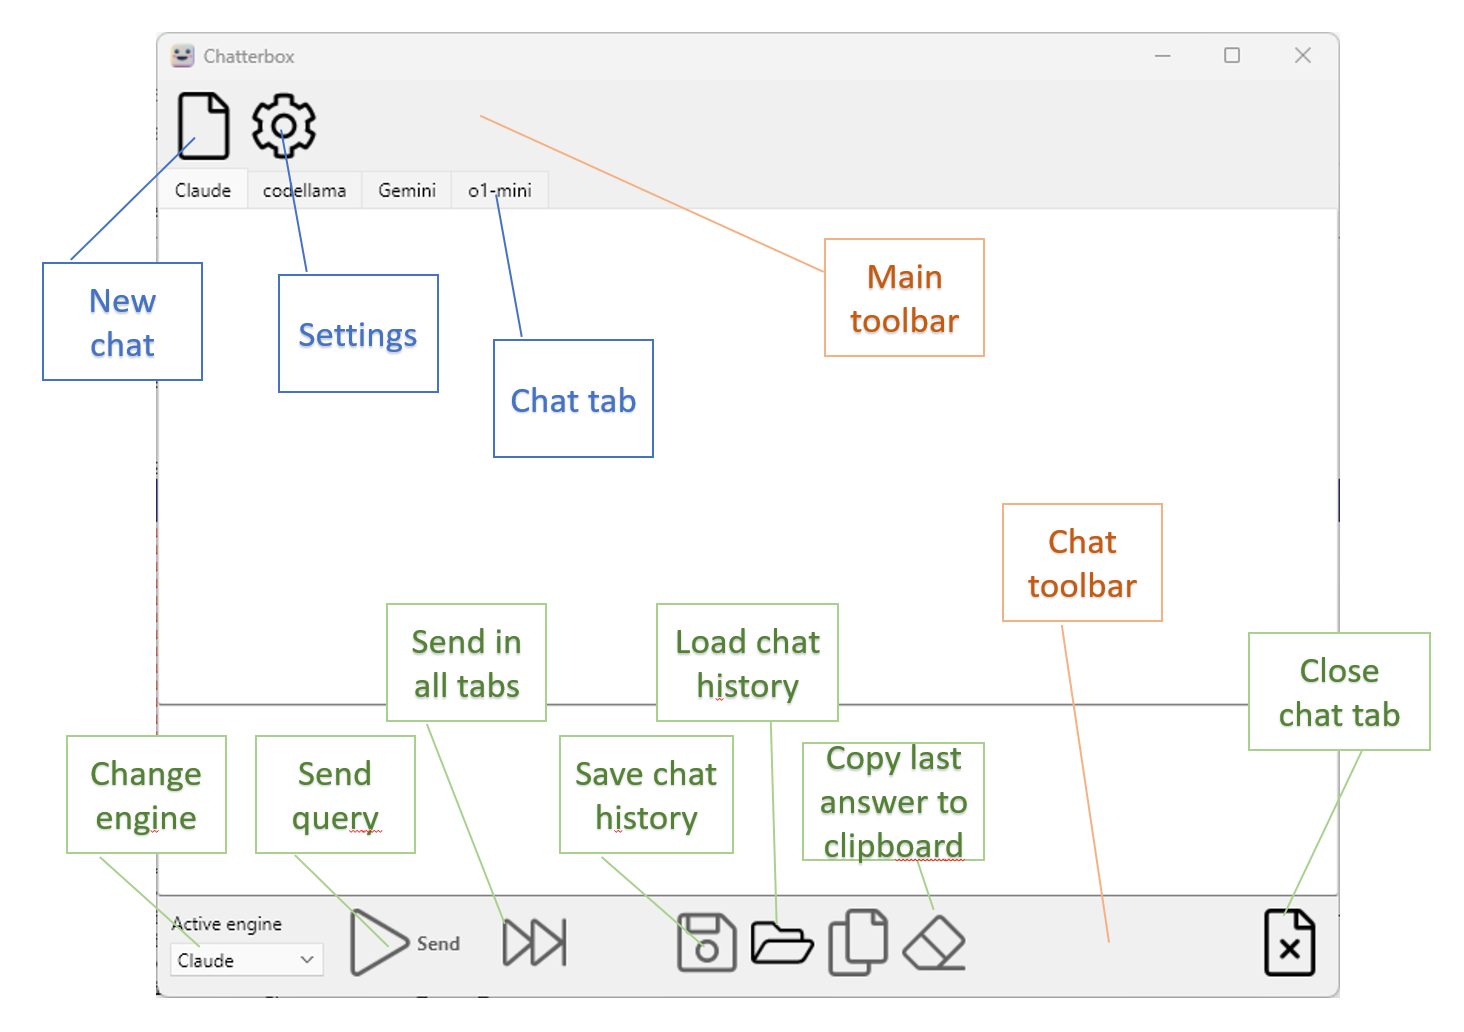 Chatterbox
Claude
codellama
Gemini
o1-mini
New
chat
Settings
Chat tab
Main
toolbar
Chat
toolbar
Send in
all tabs
Load chat
history
Close
chat tab
Change
engine
Send
query
Save chat
history
Copy last
answer to
clipboard
Active engine
Claude
Send